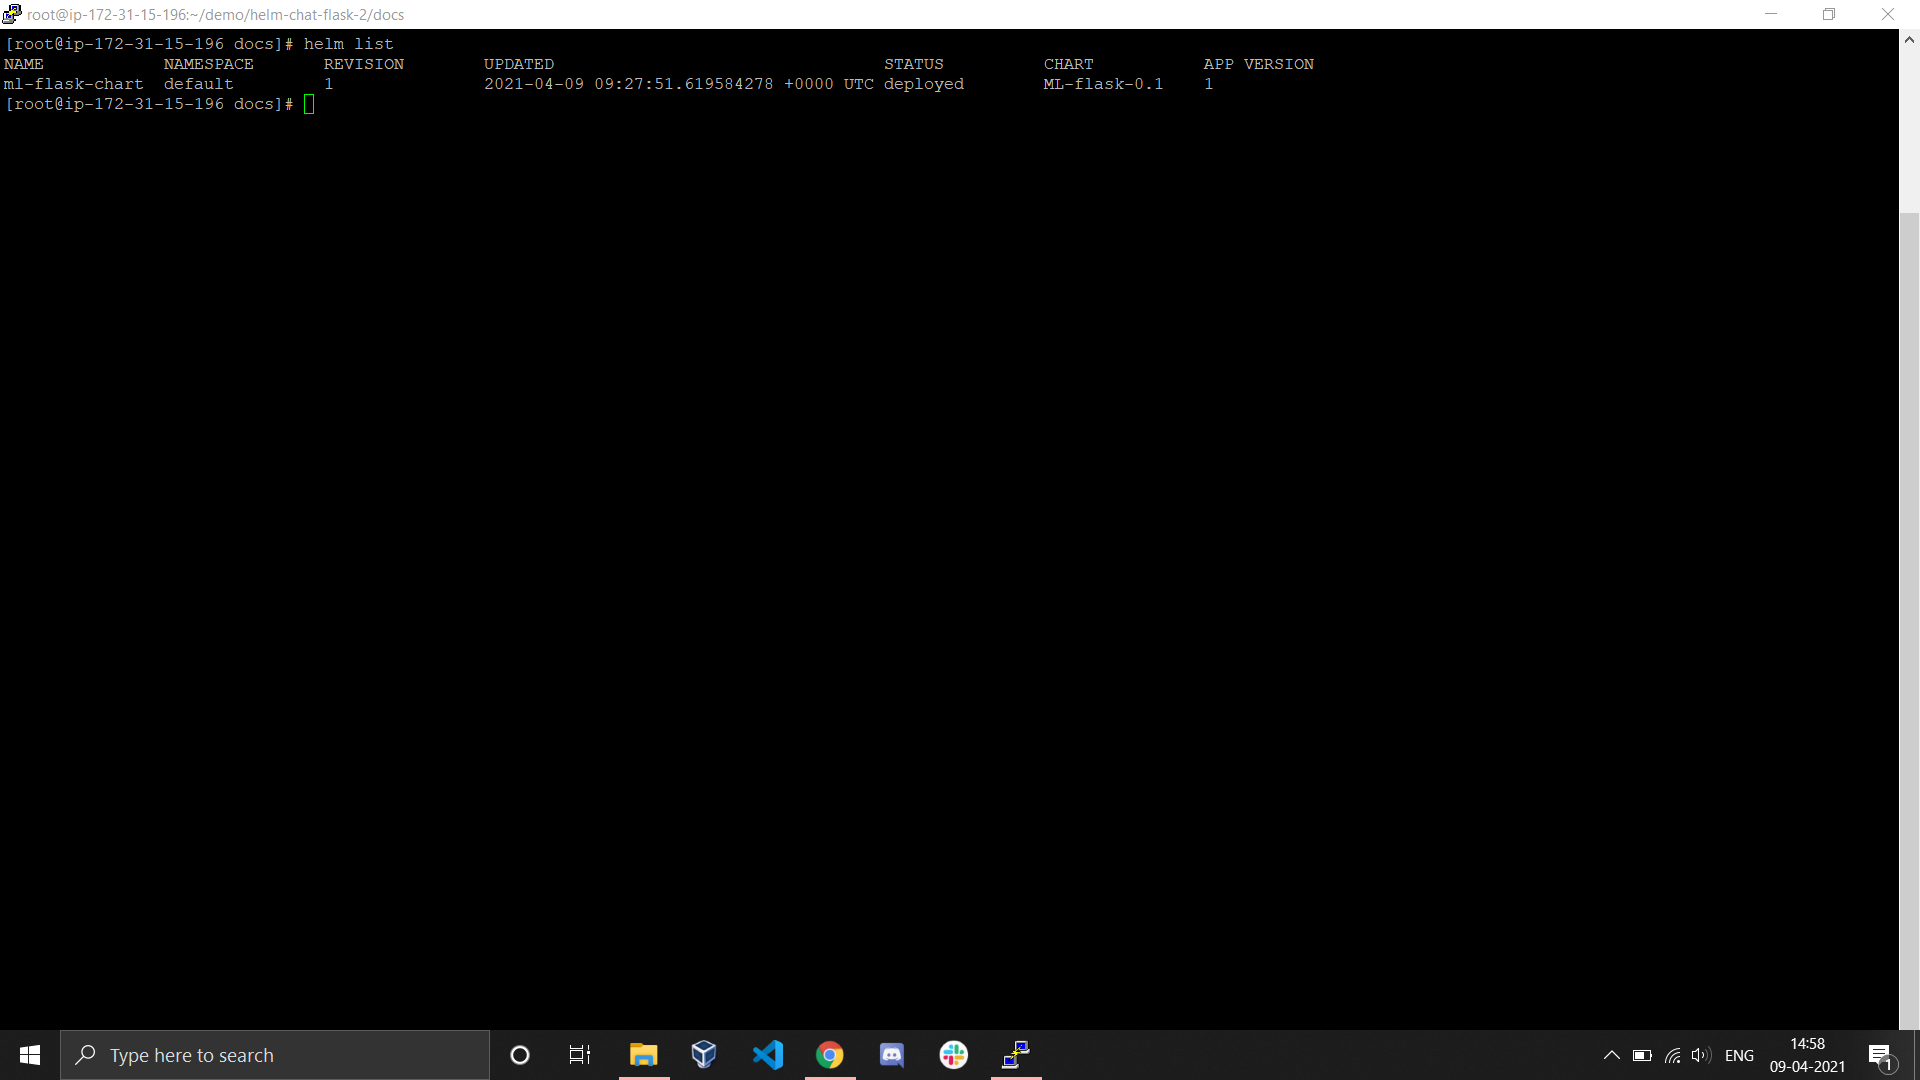 root@ip-172-31-15-196:~/demo/helm-chat-flask-2/docs
[root@ip-172-31-15-196 docs]# helm list
NAME NAMESPACE REVISION UPDATED STATUS CHART APP VERSION
ml-flask-chart default 1 2021-04-09 09:27:51.619584278 +0000 UTC deployed ML-flask-0.1 1
[root@ip-172-31-15-196 docs]#
Type here to search
ENG
14:58
09-04-2021
1